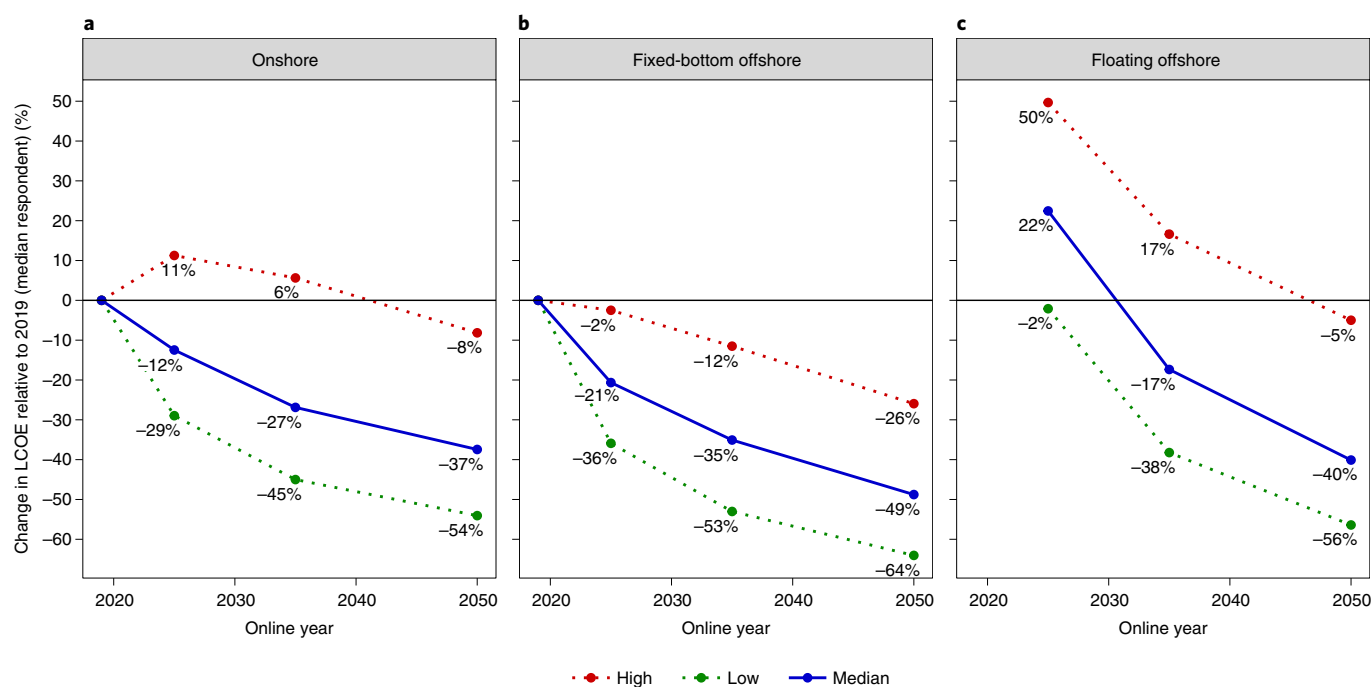 a
b
c
Onshore
Fixed-bottom offshore
Floating offshore
Change in LCOE relative to 2019 (median respondent) (%)
50
40
30
20
10
0
–10
–20
–30
–40
–50
–60
11%
6%
–8%
–12%
–27%
–37%
–29%
–45%
–54%
–2%
–12%
–26%
–21%
–35%
–49%
–36%
–53%
–64%
50%
17%
–5%
22%
–17%
–40%
–2%
–38%
–56%
2020 2030 2040 2050
2020 2030 2040 2050
2020 2030 2040 2050
Online year
Online year
Online year
High Low Median